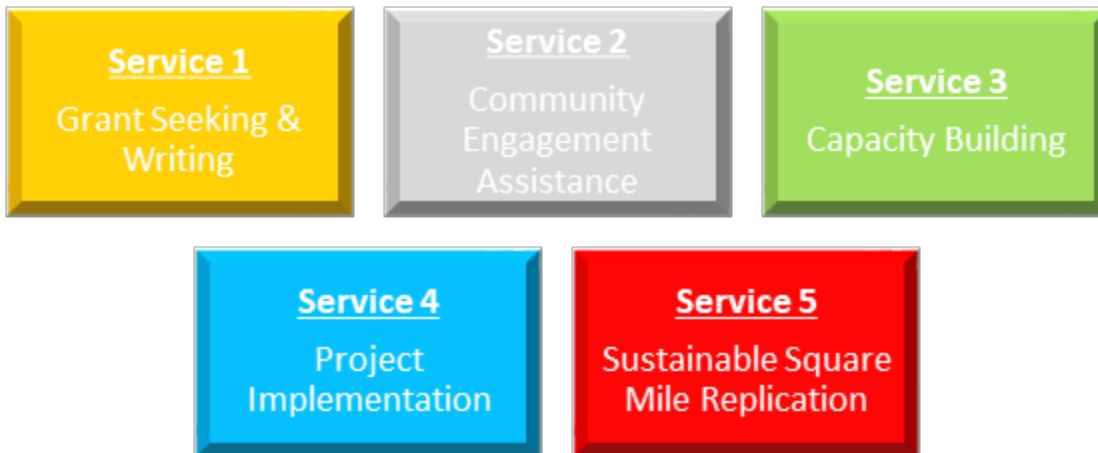 Service 1
Grant Seeking &
Writing
Service 2
Community
Engagement
Assistance
Service 3
Capacity Building
Service 4
Project
Implementation
Service 5
Sustainable Square
Mile Replication